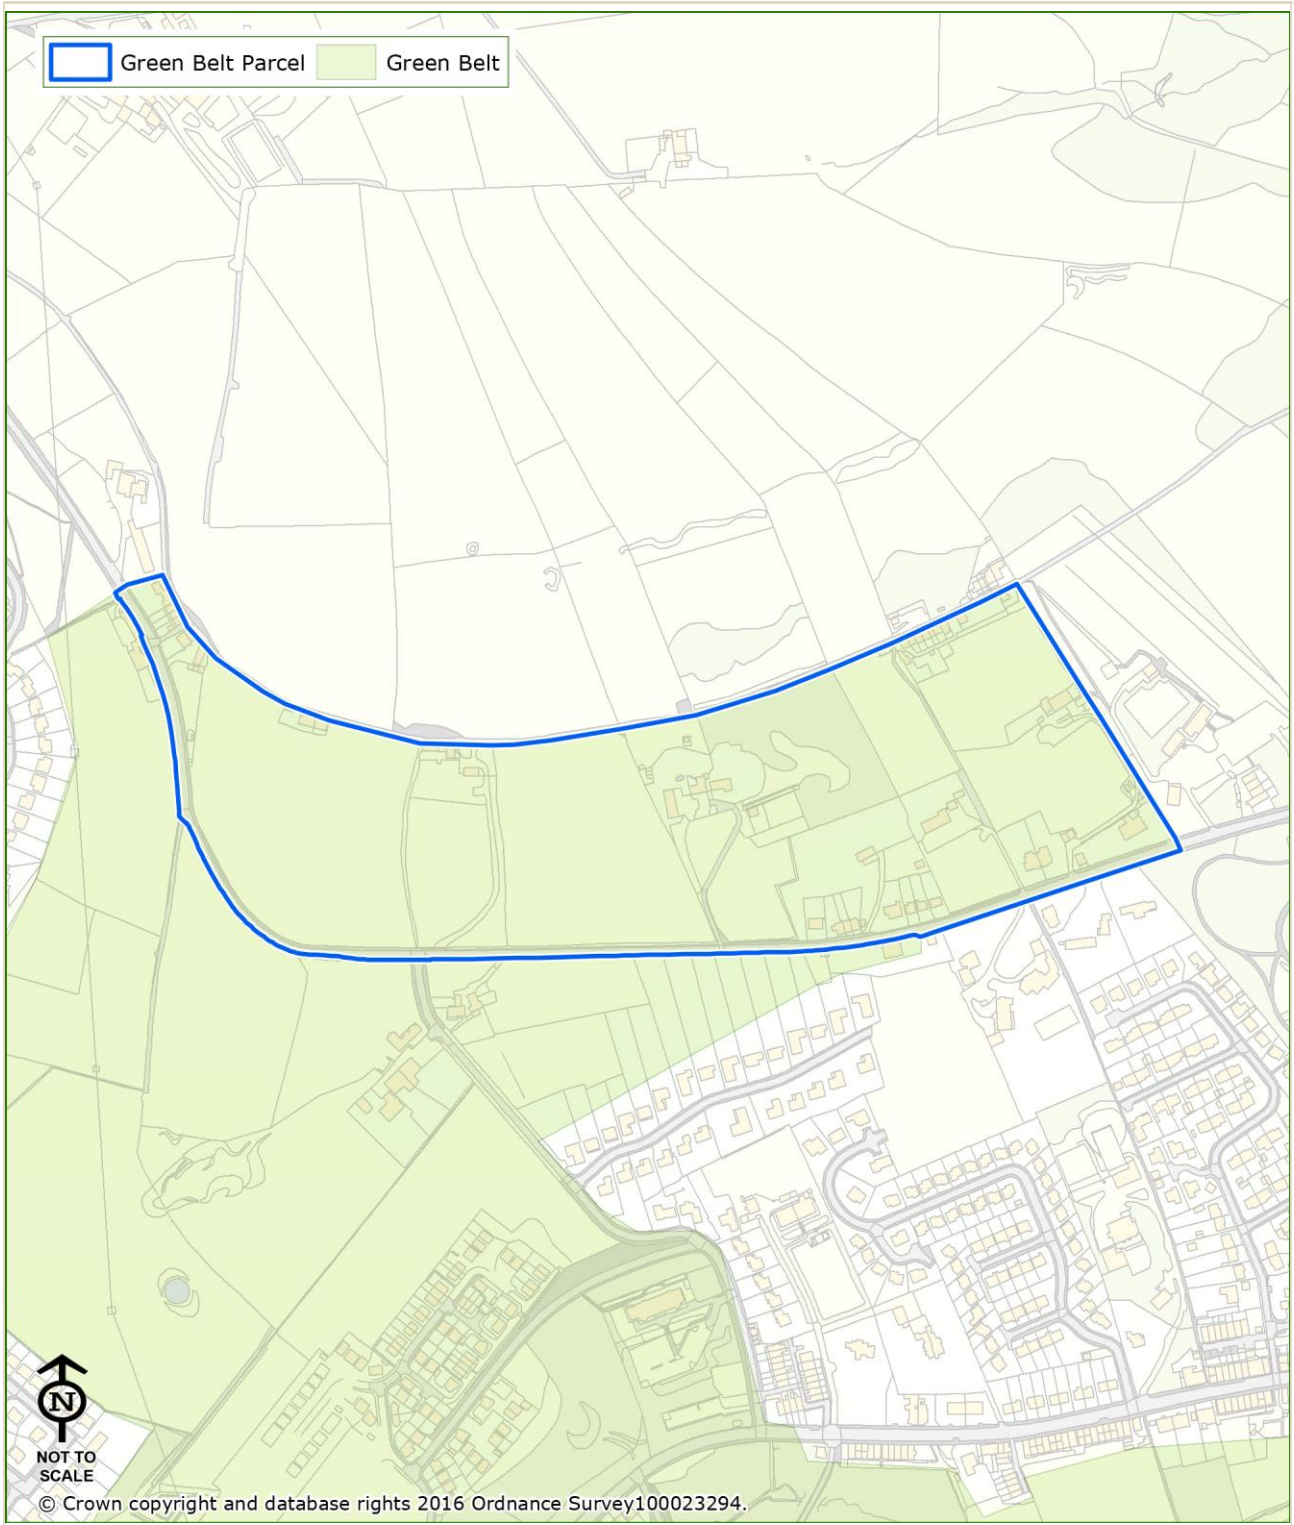 Green Belt Parcel Green Belt
N
NOT TO
SCALE
© Crown copyright and database rights 2016 Ordnance Survey100023294.